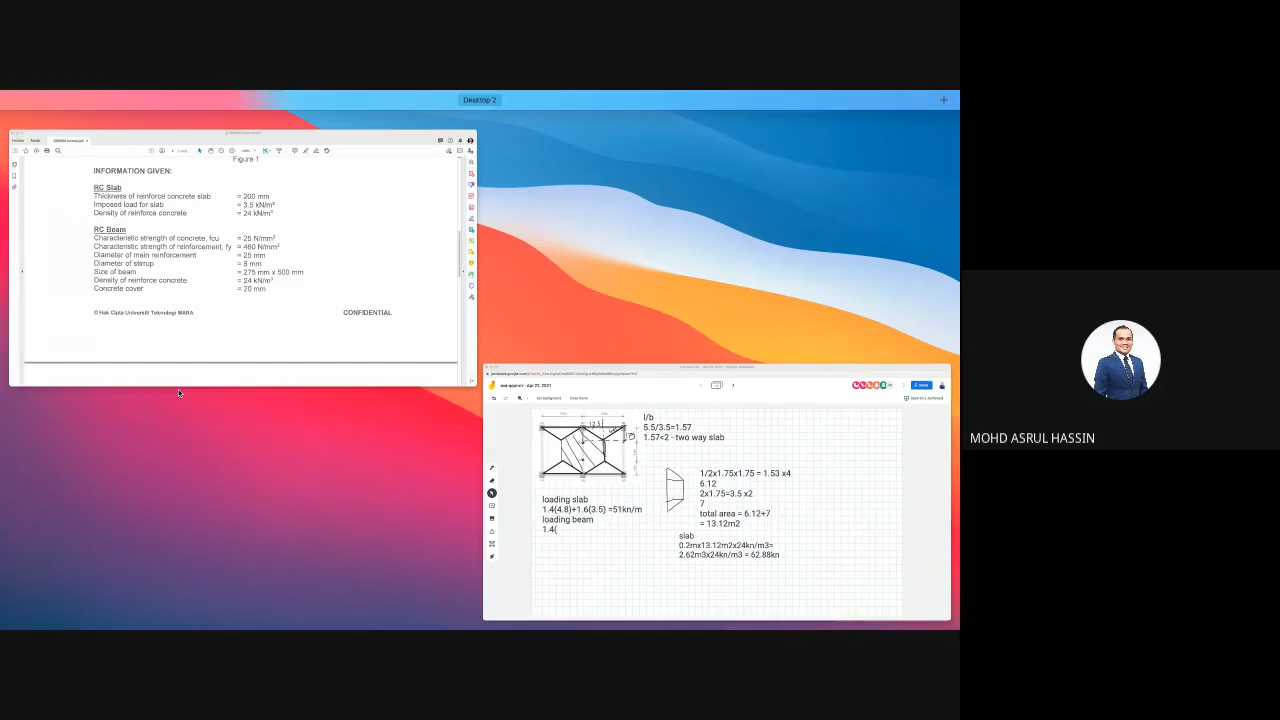 Desktop 2
Home Tools
Figure 1
INFORMATION GIVEN:
RC Slab
Thickness of reinforce concrete slab = 200 mm
Imposed load for slab = 3.5 kN/m²
Density of reinforce concrete = 24 kN/m³
RC Beam
Characteristic strength of concrete, fcu = 25 N/mm²
Characteristic strength of reinforcement, fy = 460 N/mm²
Diameter of main reinforcement = 25 mm
Diameter of stirrup = 8 mm
Size of beam = 275 mm x 500 mm
Density of reinforce concrete = 24 kN/m³
Concrete cover = 20 mm
© Hak Cipta Universiti Teknologi MARA CONFIDENTIAL
Set background Clear frame
l/b
5.5/3.5=1.57
1.57<2 - two way slab
1/2x1.75x1.75 = 1.53 x4
6.12
2x1.75=3.5 x2
7
total area = 6.12+7
= 13.12m2
loading slab
1.4(4.8)+1.6(3.5) =51kn/m
loading beam
1.4(
slab
0.2mx13.12m2x24kn/m3=
2.62m3x24kn/m3 = 62.88kn
MOHD ASRUL HASSIN